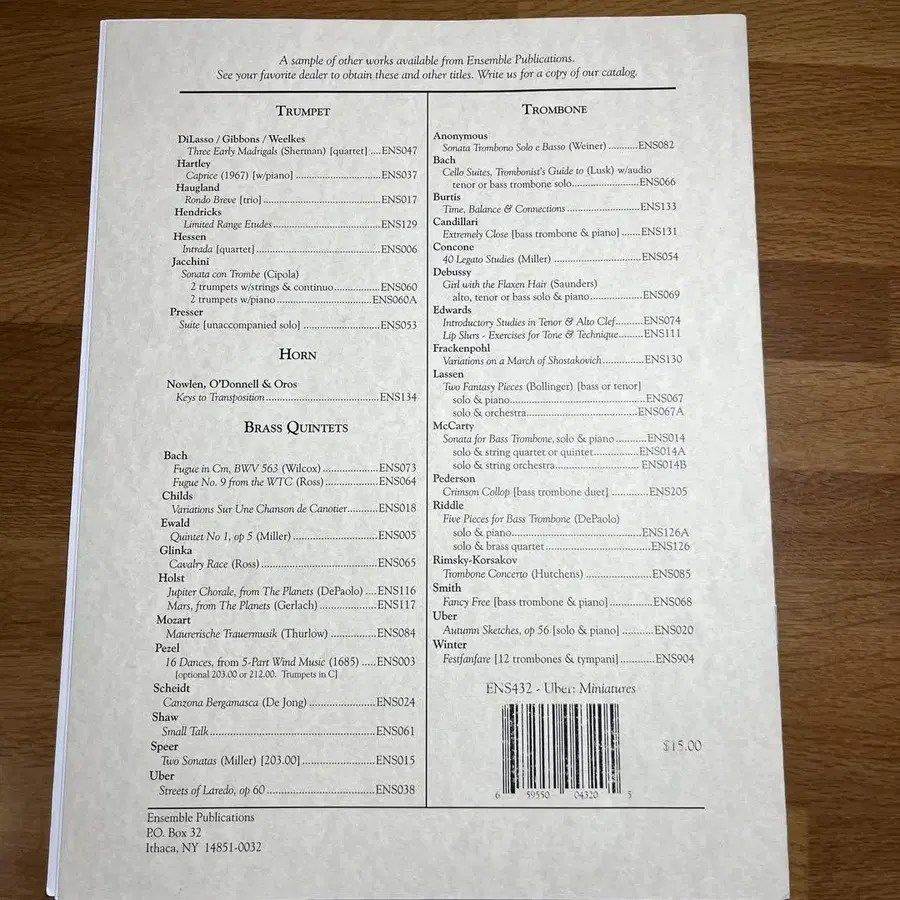 A sample of other works available from Ensemble Publications.
See your favorite dealer to obtain these and other titles. Write us for a copy of our catalog.
TRUMPET
DiLasso / Gibbons / Weelkes
Three Early Madrigals (Sherman) [quartet] ....ENS047
Hartley
Caprice (1967) [w/piano] ....ENS037
Haugland
Rondo Breve [trio] ....ENS017
Hendricks
Limited Range Etudes ....ENS129
Hessen
Intrada [quartet] ....ENS006
Jacchini
Sonata con Trombe (Cipola)
2 trumpets w/strings & continuo ....ENS060
2 trumpets w/piano ....ENS060A
Presser
Suite [unaccompanied solo] ....ENS053
HORN
Nowlen, O'Donnell & Oros
Keys to Transposition ....ENS134
BRASS QUINTETS
Bach
Fugue in Cm, BWV 563 (Wilcox) ....ENS073
Fugue No. 9 from the WTC (Ross) ....ENS064
Childs
Variations Sur Une Chanson de Canotier ....ENS018
Ewald
Quintet No 1, op 5 (Miller) ....ENS005
Glinka
Cavalry Race (Ross) ....ENS065
Holst
Jupiter Chorale, from The Planets (DePaolo) ....ENS116
Mars, from The Planets (Gerlach) ....ENS117
Mozart
Maurerische Trauermusik (Thurlow) ....ENS084
Pezel
16 Dances, from 5-Part Wind Music (1685) ....ENS003
[optional 203.00 or 212.00. Trumpets in C]
Scheidt
Canzona Bergamasca (De Jong) ....ENS024
Shaw
Small Talk ....ENS061
Speer
Two Sonatas (Miller) [203.00] ....ENS015
Uber
Streets of Laredo, op 60 ....ENS038
TROMBONE
Anonymous
Sonata Trombono Solo e Basso (Weiner) ....ENS082
Bach
Cello Suites, Trombonist's Guide to (Lusk) w/audio
tenor or bass trombone solo ....ENS066
Burtis
Time, Balance & Connections ....ENS133
Candillari
Extremely Close [bass trombone & piano] ....ENS131
Concone
40 Legato Studies (Miller) ....ENS054
Debussy
Girl with the Flaxen Hair (Saunders)
alto, tenor or bass solo & piano ....ENS069
Edwards
Introductory Studies in Tenor & Alto Clef ....ENS074
Lip Slurs - Exercises for Tone & Technique ....ENS111
Frackenpohl
Variations on a March of Shostakovich ....ENS130
Lassen
Two Fantasy Pieces (Bollinger) [bass or tenor]
solo & piano ....ENS067
solo & orchestra ....ENS067A
McCarty
Sonata for Bass Trombone, solo & piano ....ENS014
solo & string quartet or quintet ....ENS014A
solo & string orchestra ....ENS014B
Pederson
Crimson Collop [bass trombone duet] ....ENS205
Riddle
Five Pieces for Bass Trombone (DePaolo)
solo & piano ....ENS126A
solo & brass quartet ....ENS126
Rimsky-Korsakov
Trombone Concerto (Hutchens) ....ENS085
Smith
Fancy Free [bass trombone & piano] ....ENS068
Uber
Autumn Sketches, op 56 [solo & piano] ....ENS020
Winter
Festfanfare [12 trombones & tympani] ....ENS904
ENS432 - Uber: Miniatures
$15.00
6 59550 04320 5
Ensemble Publications
P.O. Box 32
Ithaca, NY 14851-0032